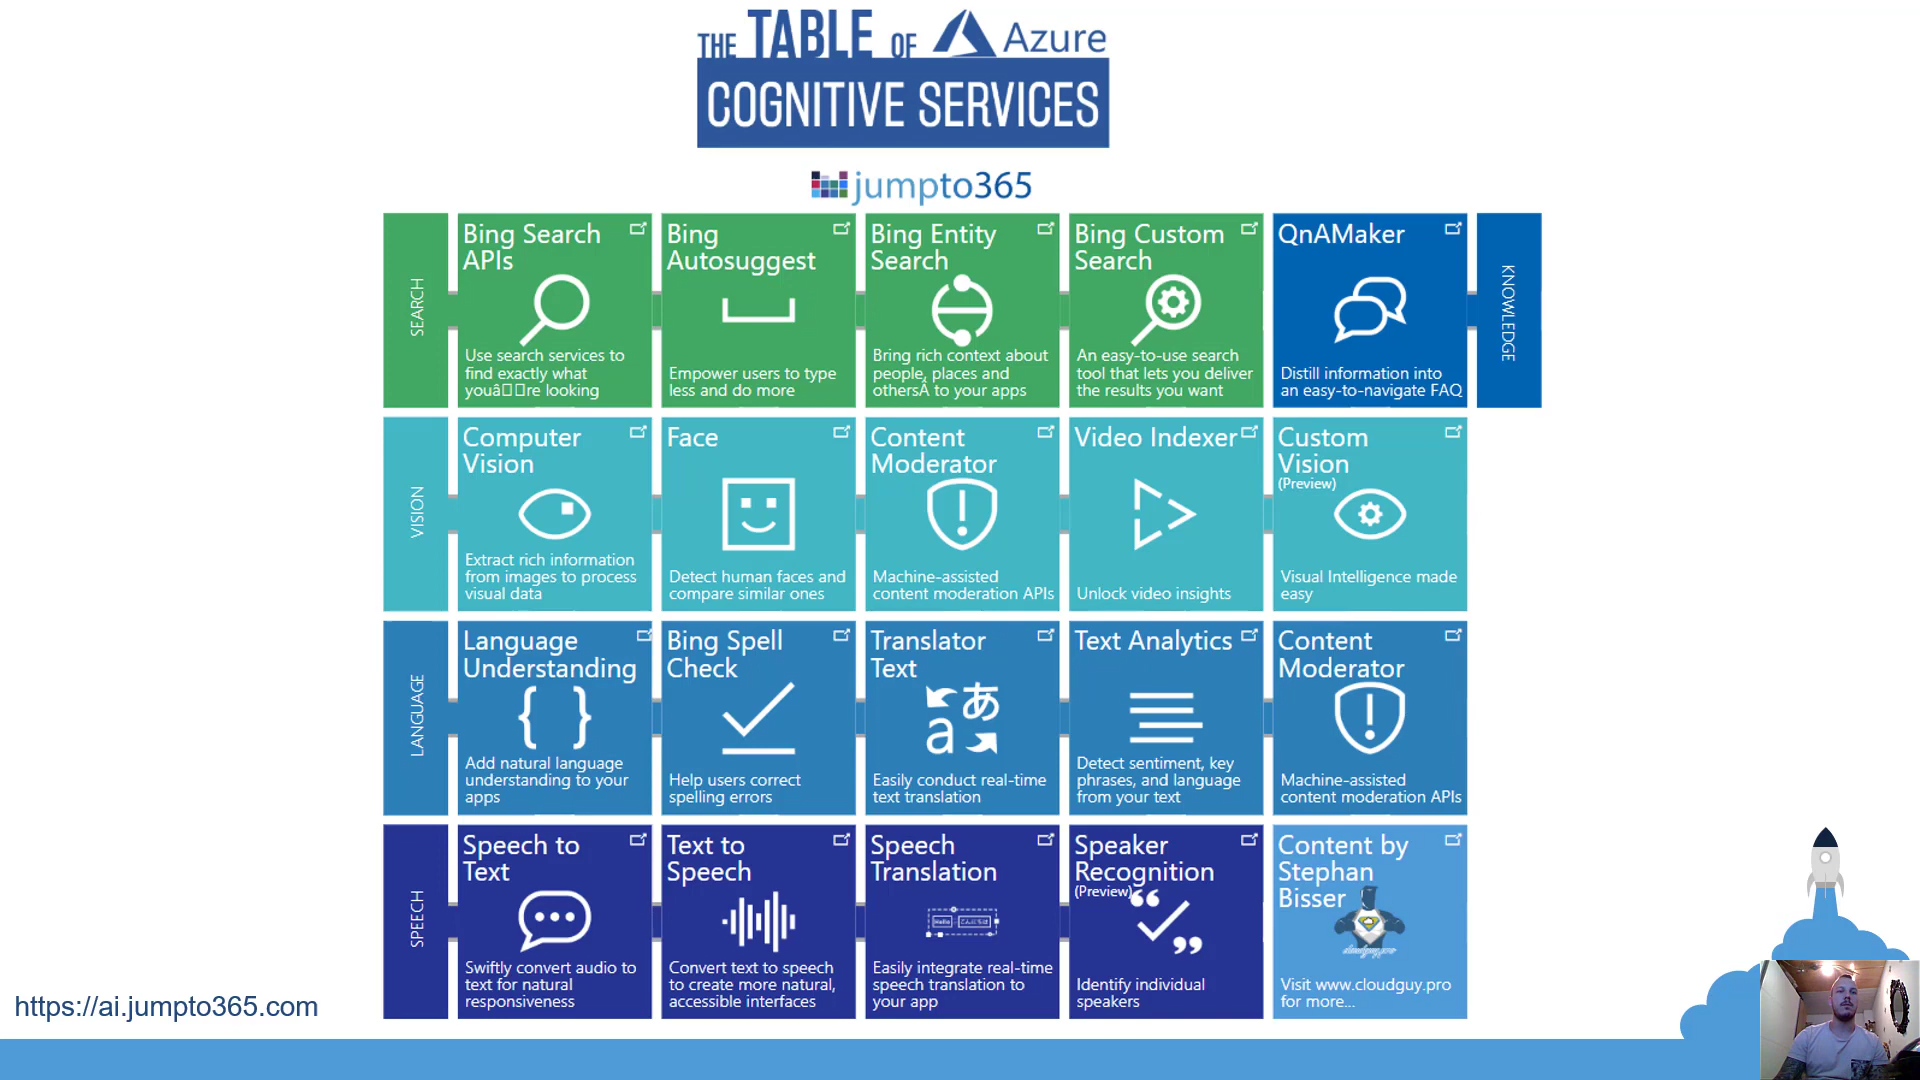 THE TABLE OF Azure
COGNITIVE SERVICES
jumpto365
SEARCH
Bing Search
APIs
Use search services to
find exactly what
youâ□□re looking
Bing
Autosuggest
Empower users to type
less and do more
Bing Entity
Search
Bring rich context about
people, places and
othersÂ to your apps
Bing Custom
Search
An easy-to-use search
tool that lets you deliver
the results you want
QnAMaker
Distill information into
an easy-to-navigate FAQ
KNOWLEDGE
VISION
Computer
Vision
Extract rich information
from images to process
visual data
Face
Detect human faces and
compare similar ones
Content
Moderator
Machine-assisted
content moderation APIs
Video Indexer
Unlock video insights
Custom
Vision
(Preview)
Visual Intelligence made
easy
LANGUAGE
Language
Understanding
{ }
Add natural language
understanding to your
apps
Bing Spell
Check
Help users correct
spelling errors
Translator
Text
a あ
Easily conduct real-time
text translation
Text Analytics
Detect sentiment, key
phrases, and language
from your text
Content
Moderator
Machine-assisted
content moderation APIs
SPEECH
Speech to
Text
Swiftly convert audio to
text for natural
responsiveness
Text to
Speech
Convert text to speech
to create more natural,
accessible interfaces
Speech
Translation
Hello こんにちは
Easily integrate real-time
speech translation to
your app
Speaker
Recognition
(Preview)
Identify individual
speakers
Content by
Stephan
Bisser
cloudguy.pro
Visit www.cloudguy.pro
for more...
https://ai.jumpto365.com